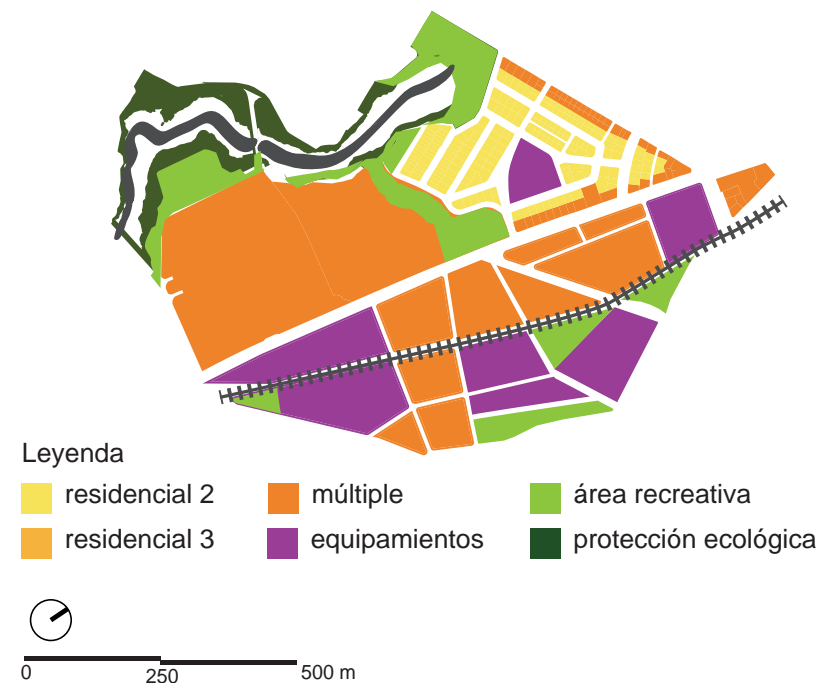 Leyenda
residencial 2
múltiple
área recreativa
residencial 3
equipamientos
protección ecológica
0
250
500 m